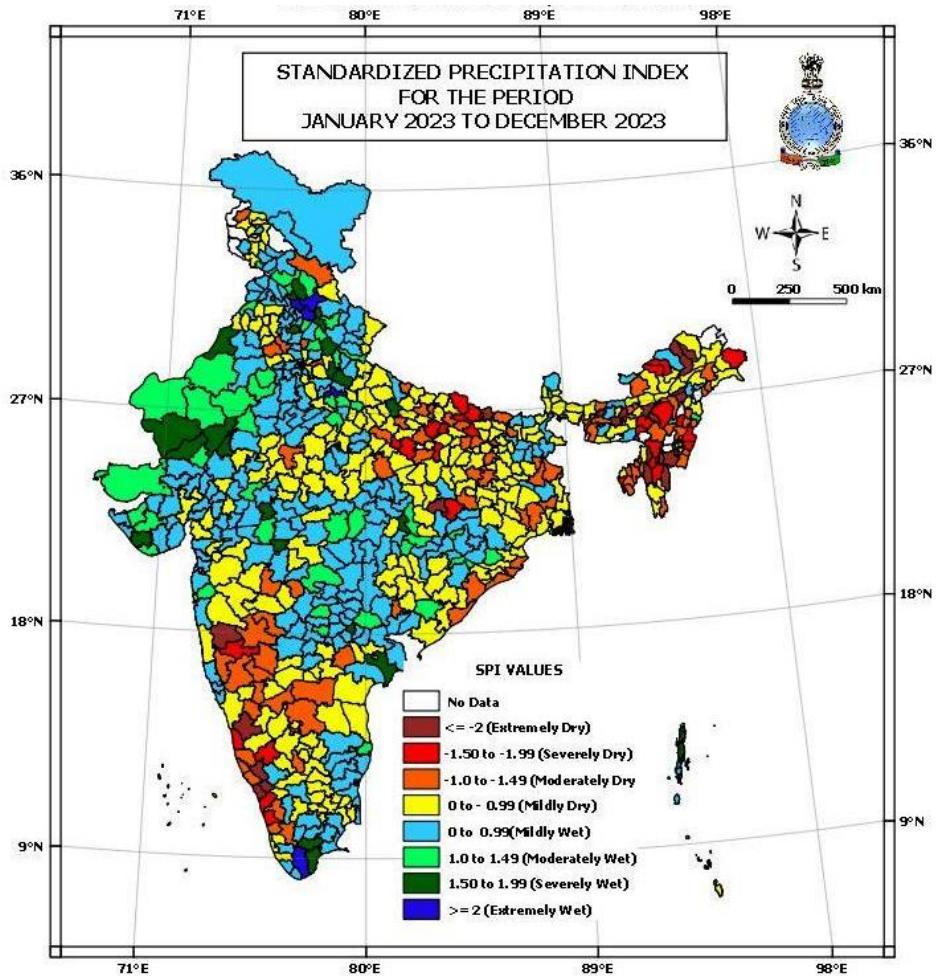 71°E 80°E 89°E 98°E
STANDARDIZED PRECIPITATION INDEX
FOR THE PERIOD
JANUARY 2023 TO DECEMBER 2023
36°N 36°N
N
W E
S
0 250 500 km
27°N 27°N
18°N 18°N
SPI VALUES
No Data
<= -2 (Extremely Dry)
-1.50 to -1.99 (Severely Dry)
-1.0 to -1.49 (Moderately Dry
0 to - 0.99 (Mildly Dry)
0 to 0.99(Mildly Wet)
1.0 to 1.49 (Moderately Wet)
1.50 to 1.99 (Severely Wet)
>= 2 (Extremely Wet)
9°N 9°N
71°E 80°E 89°E 98°E